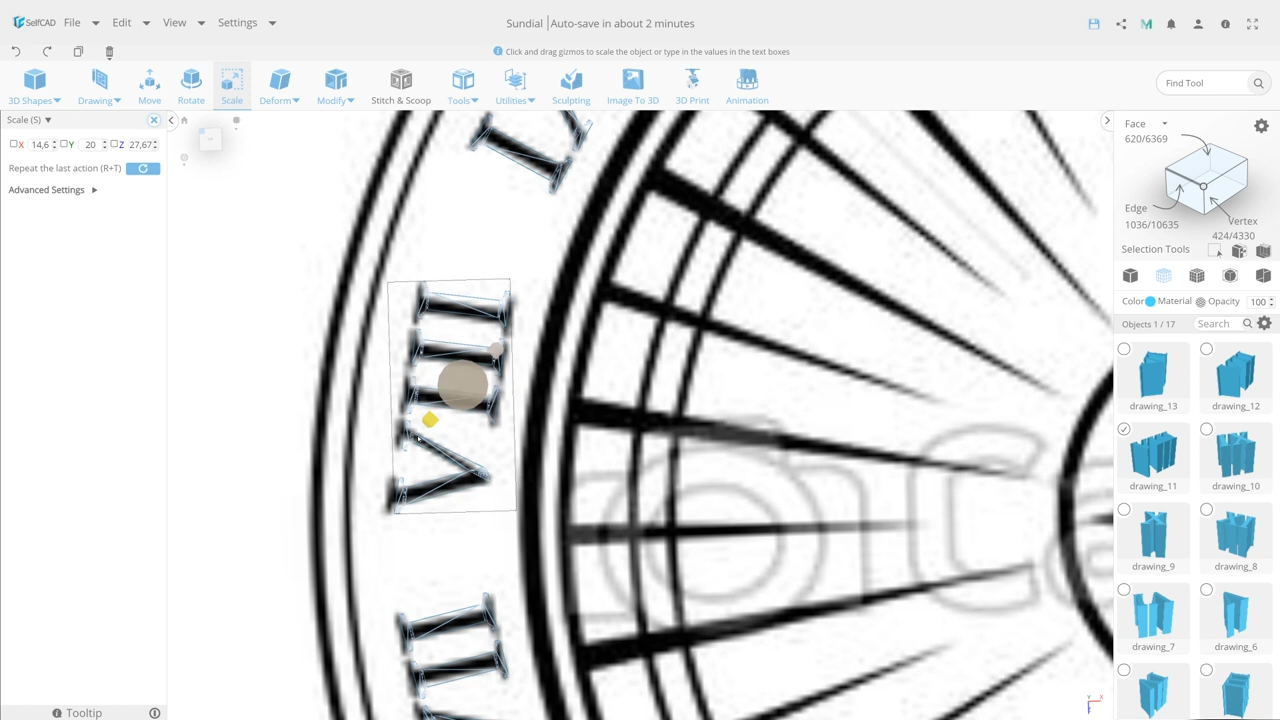 SelfCAD File Edit View Settings Sundial Auto-save in about 2 minutes
Click and drag gizmos to scale the object or type in the values in the text boxes
3D Shapes Drawing Move Rotate Scale Deform Modify Stitch & Scoop Tools Utilities Sculpting Image To 3D 3D Print Animation Find Tool
Scale (S)
X 14,6 Y 20 Z 27,67
Repeat the last action (R+T)
Advanced Settings
Face
620/6369
Edge
1036/10635
Vertex
424/4330
Selection Tools
Color Material Opacity 100
Objects 1 / 17 Search
drawing_13 drawing_12
drawing_11 drawing_10
drawing_9 drawing_8
drawing_7 drawing_6
VIII
Y X
Tooltip